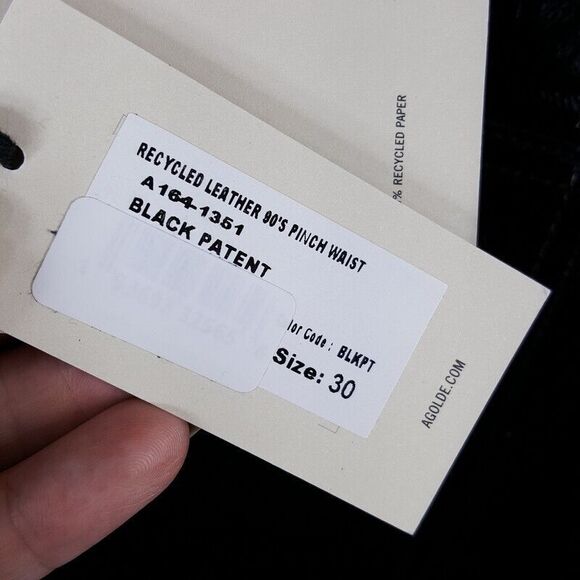 RECYCLED LEATHER 90'S PINCH WAIST
A164-1351
BLACK PATENT
lor Code : BLKPT
Size: 30
AGOLDE.COM
% RECYCLED PAPER